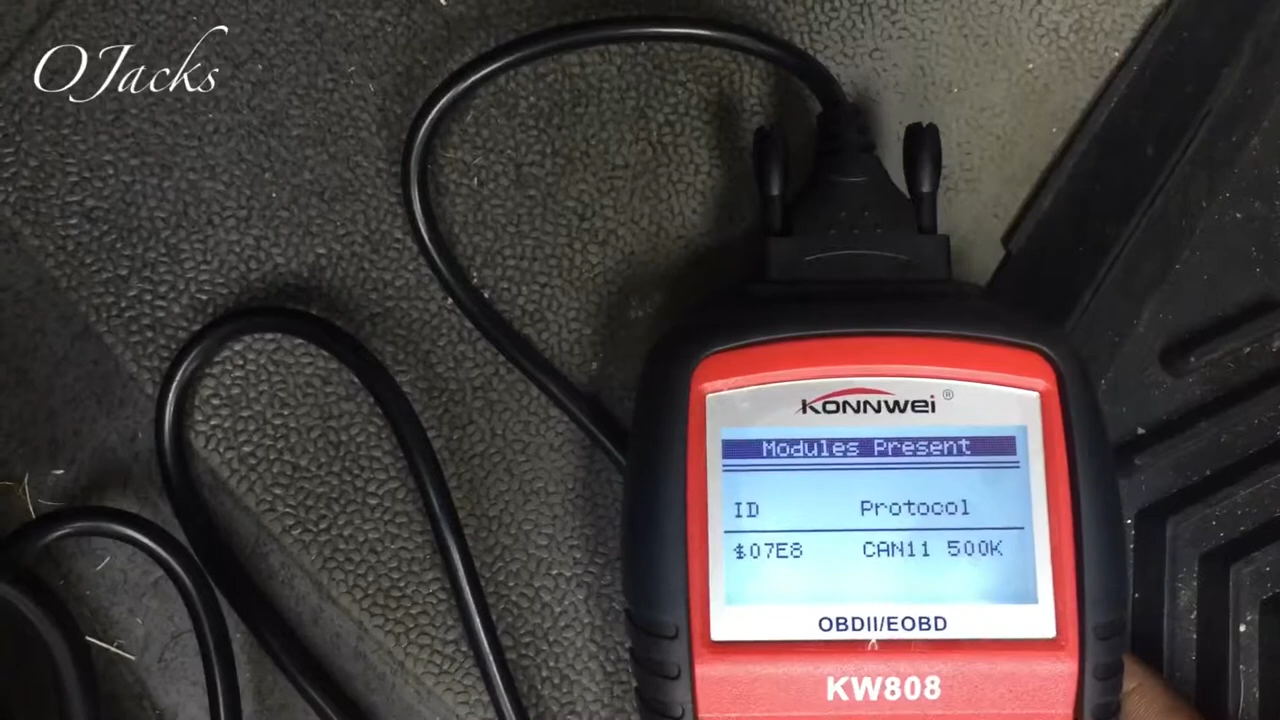 OJacks
KONNWEI ®
Modules Present
ID Protocol
$07E8 CAN11 500K
OBDII/EOBD
KW808